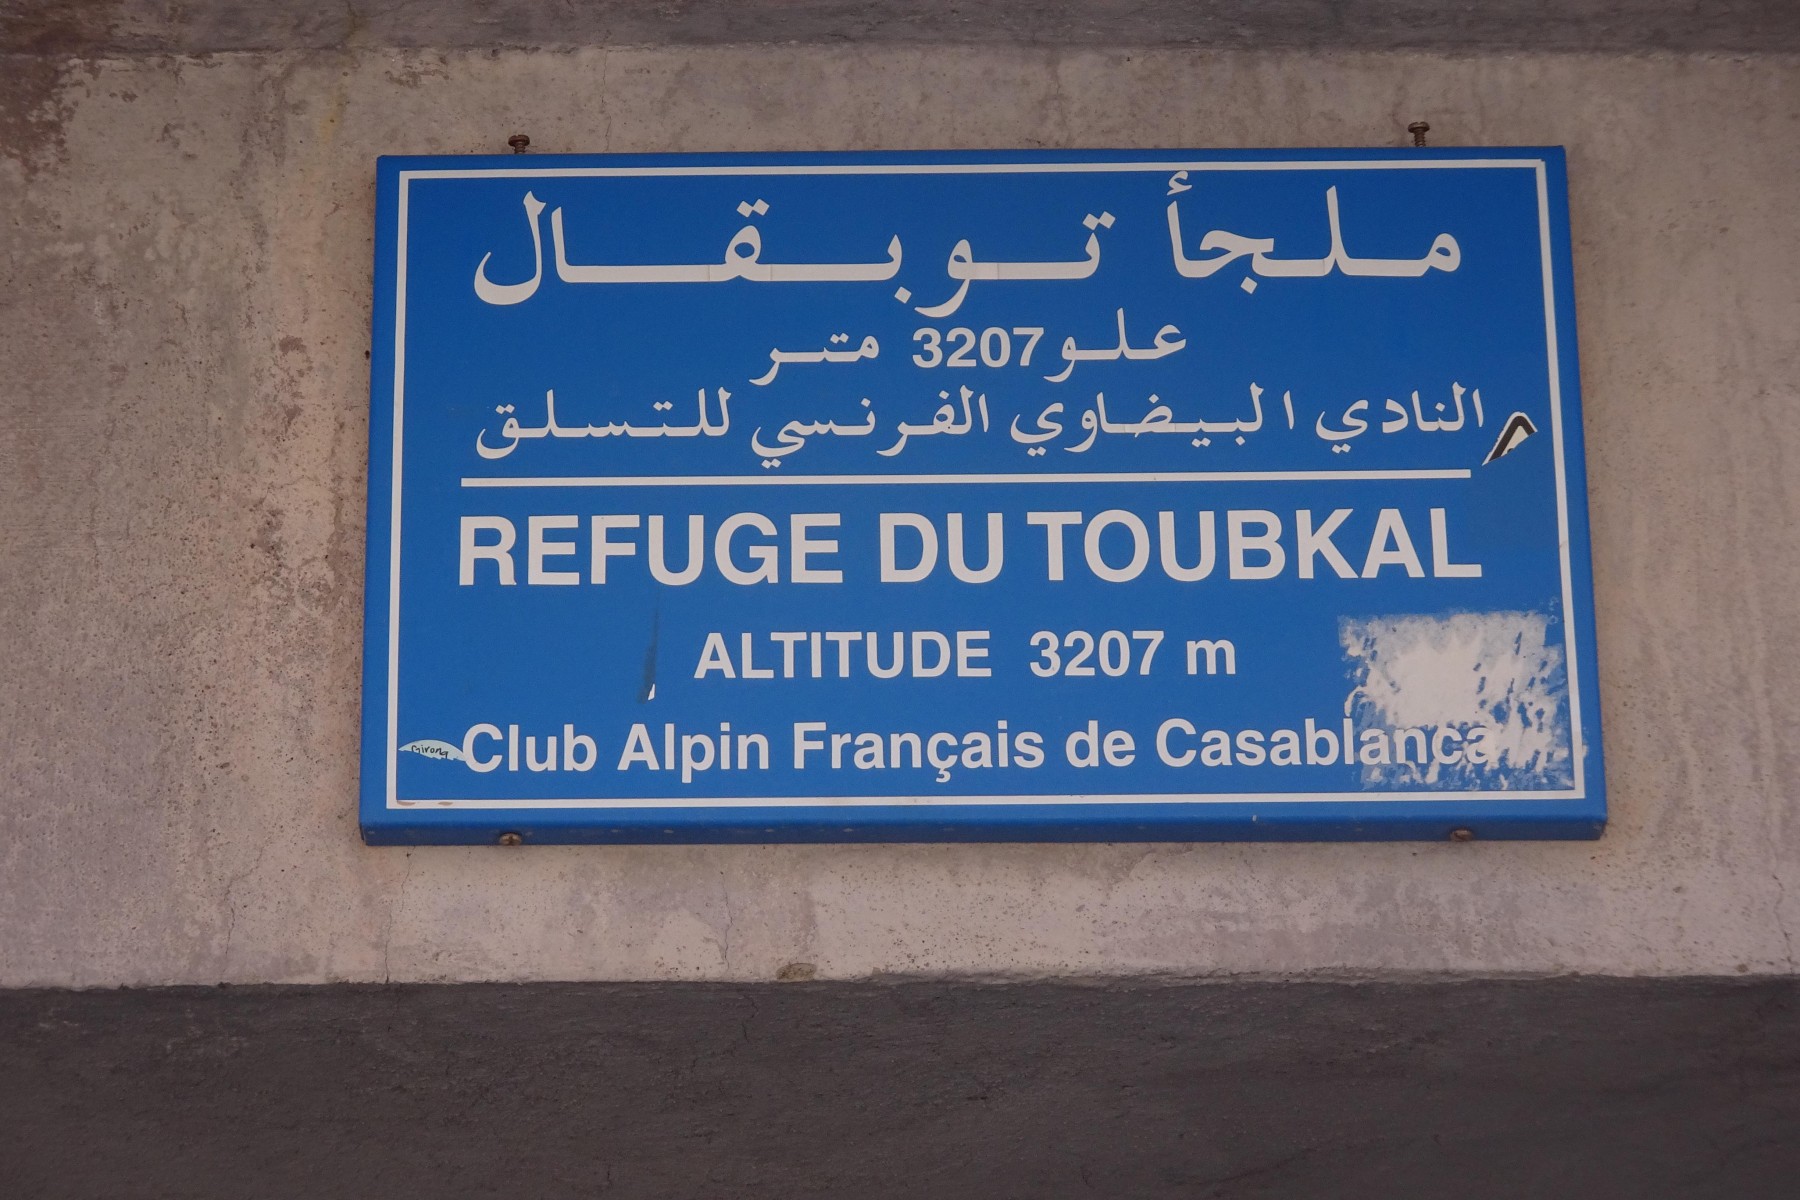 ملجأ توبقال
علو 3207 متر
النادي البيضاوي الفرنسي للتسلق
REFUGE DU TOUBKAL
ALTITUDE 3207 m
Club Alpin Français de Casablanca